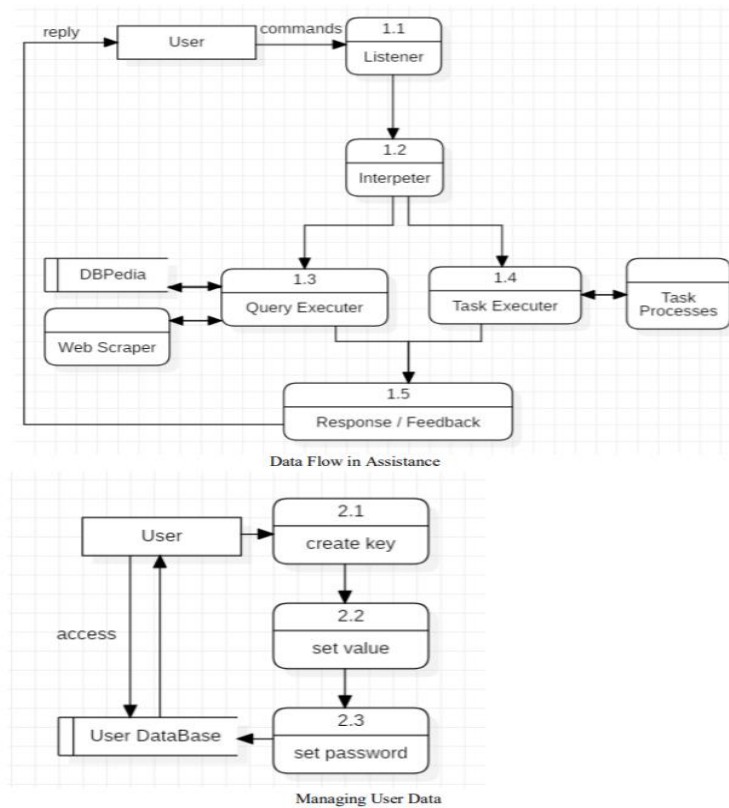 reply
User
commands
1.1
Listener
1.2
Interpeter
DBPedia
1.3
Query Executer
1.4
Task Executer
Task
Processes
Web Scraper
1.5
Response / Feedback
Data Flow in Assistance
User
2.1
create key
access
2.2
set value
User DataBase
2.3
set password
Managing User Data